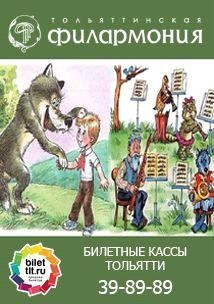 ТОЛЬЯТТИНСКАЯ
ФИЛАРМОНИЯ
bilet
tlt.ru
БИЛЕТНЫЕ КАССЫ
ТОЛЬЯТТИ
39-89-89